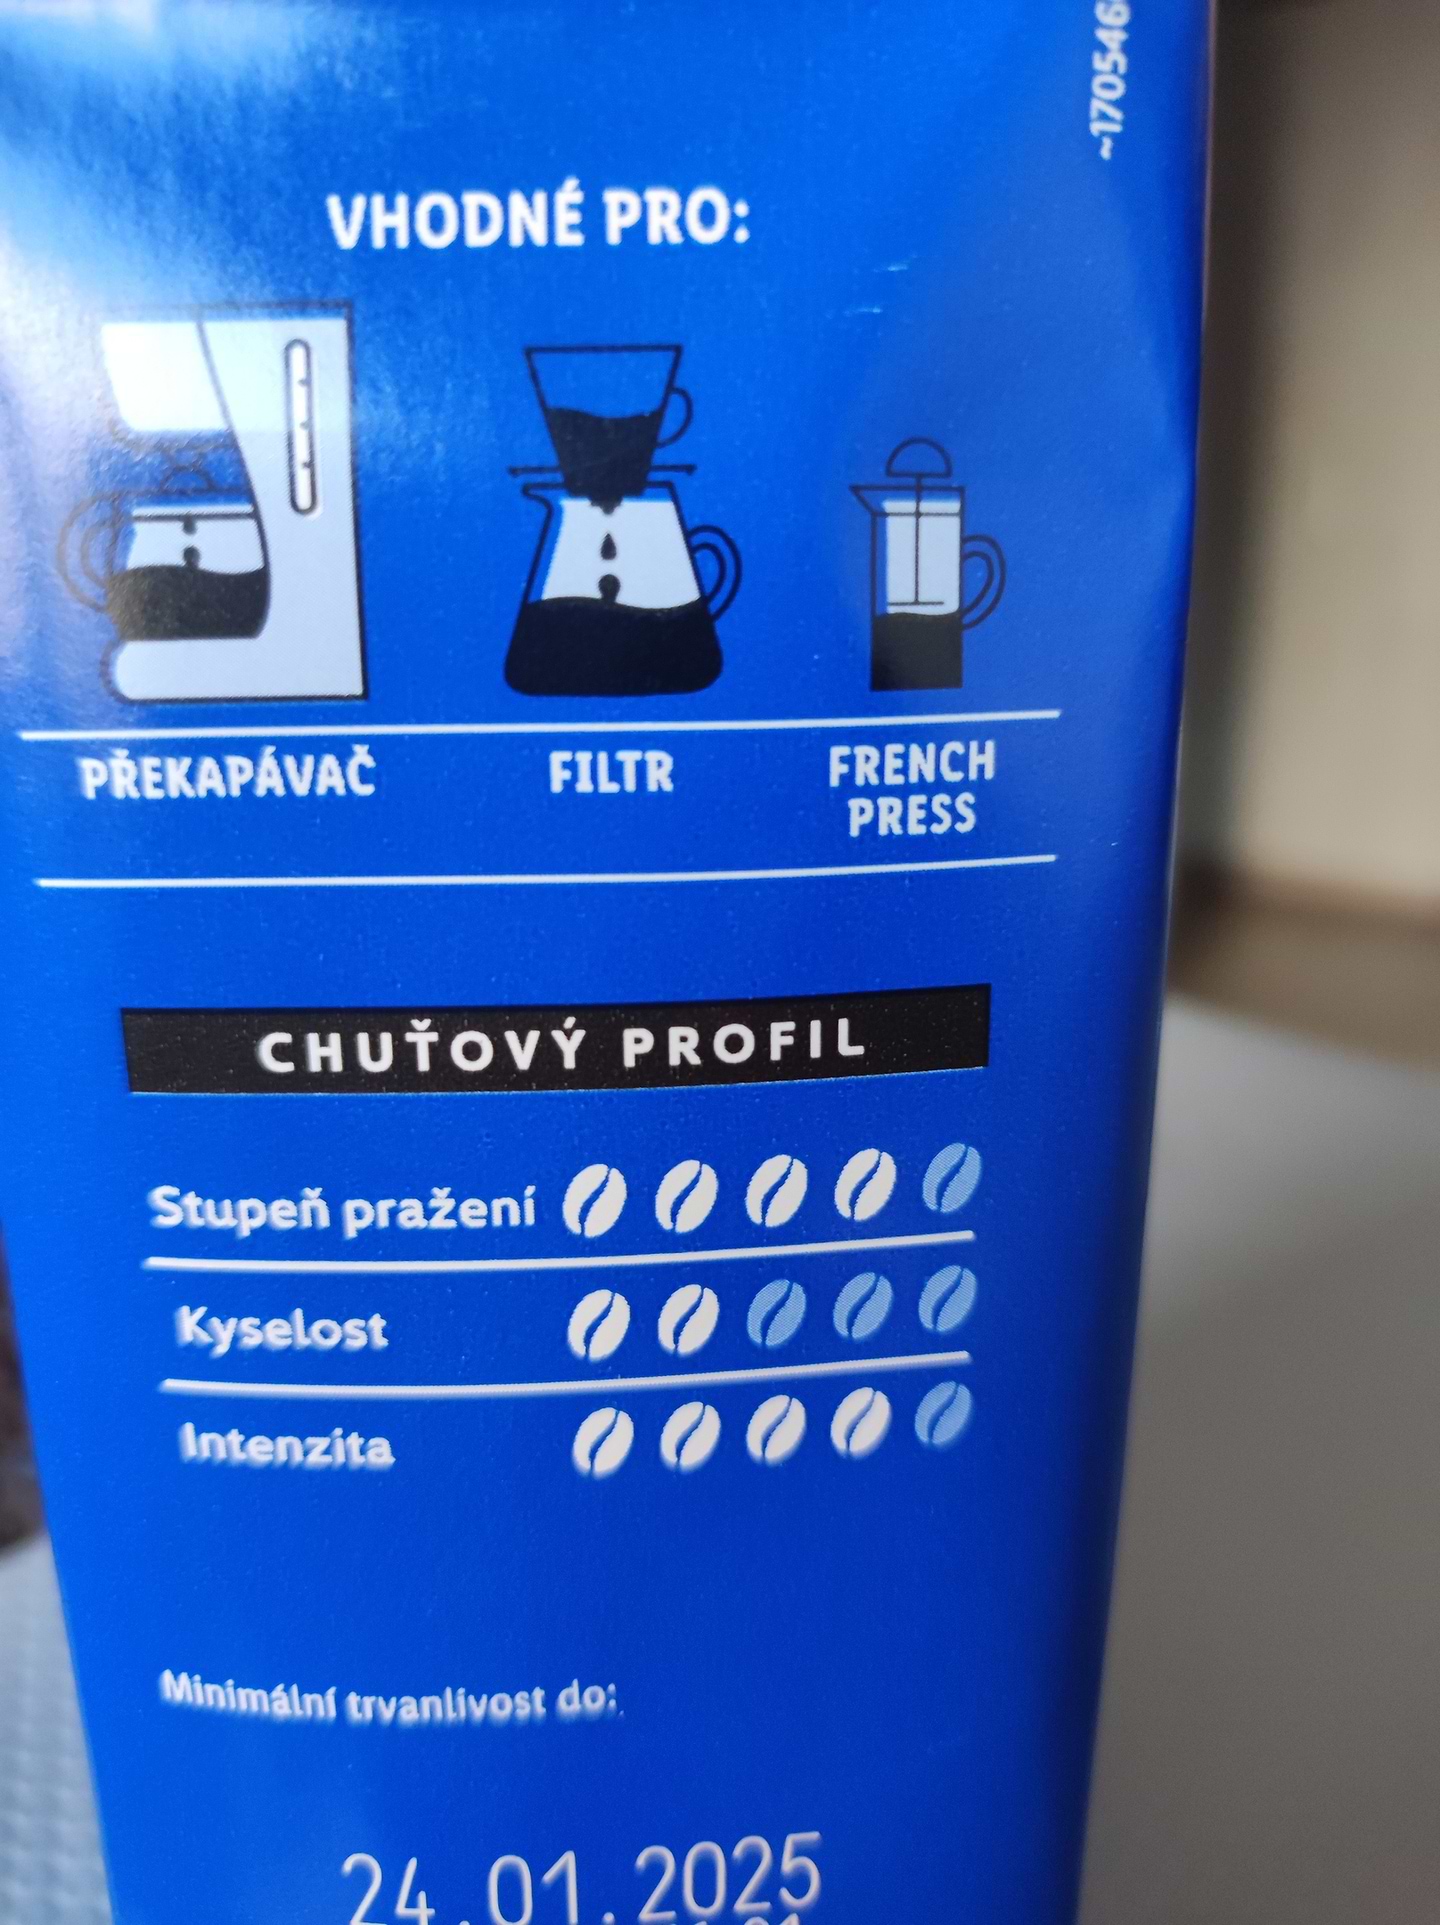 ~170546
VHODNÉ PRO:
PŘEKAPÁVAČ
FILTR
FRENCH
PRESS
CHUŤOVÝ PROFIL
Stupeň pražení
Kyselost
Intenzita
Minimální trvanlivost do:
24.01.2025